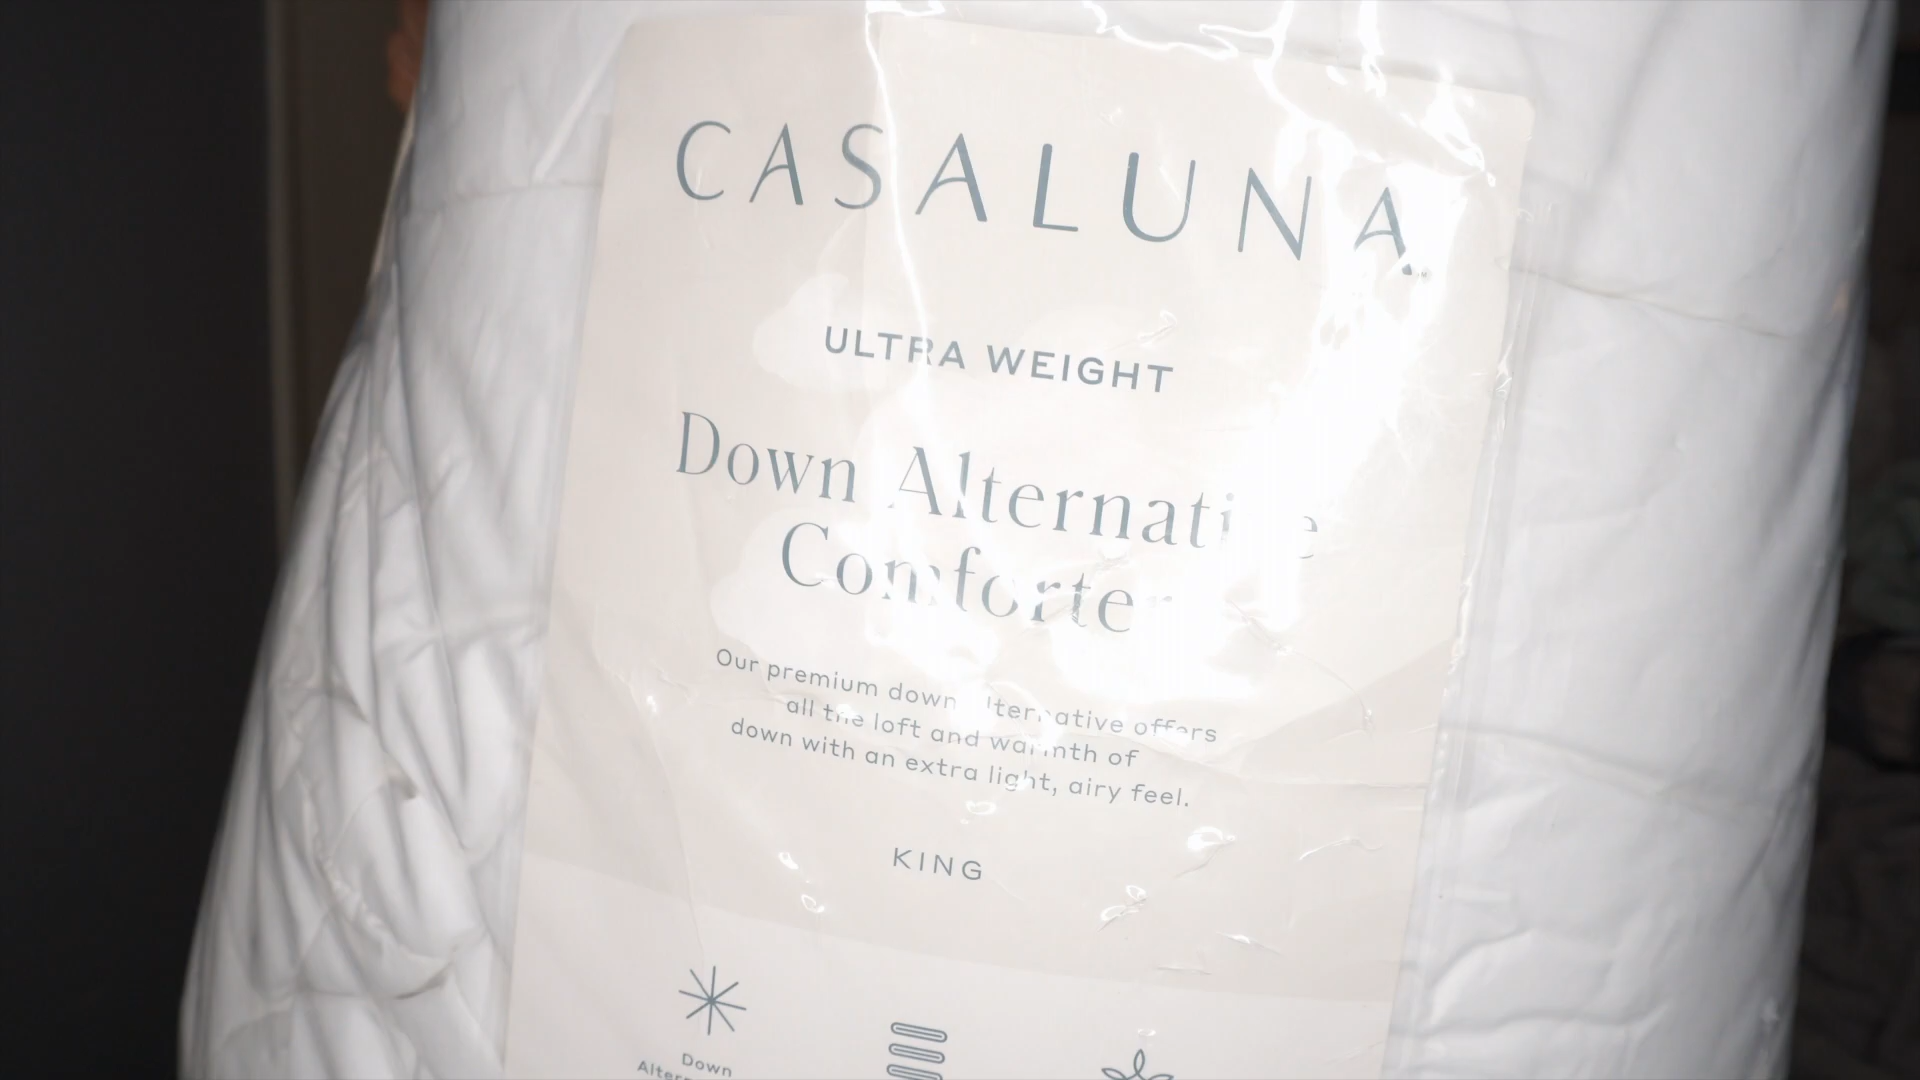 CASALUNA
ULTRA WEIGHT
Down Alternative
Comforter
Our premium down alternative offers
all the loft and warmth of
down with an extra light, airy feel.
KING
Down